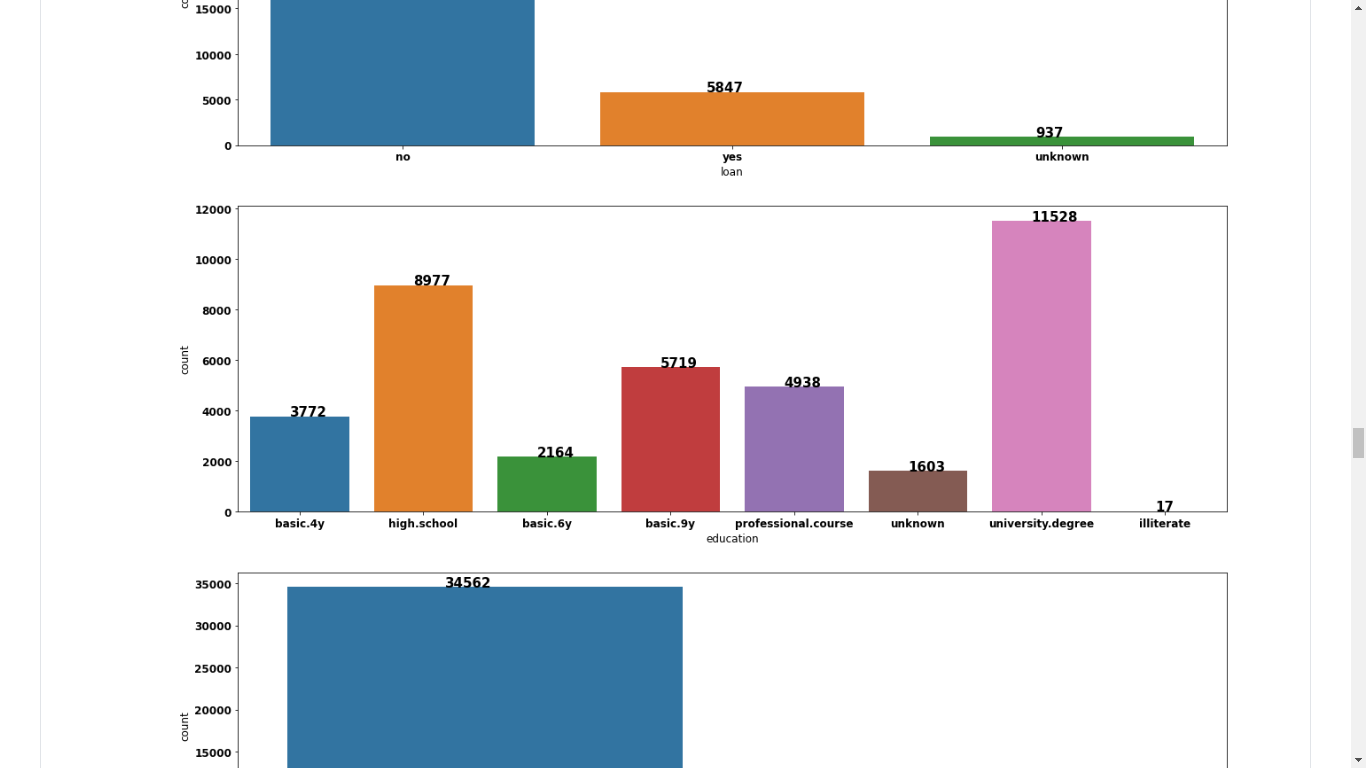 15000
10000
5000
0
5847
937
no yes unknown
loan
12000
10000
8000
6000
4000
2000
0
count
3772 8977 2164 5719 4938 1603 11528 17
basic.4y high.school basic.6y basic.9y professional.course unknown university.degree illiterate
education
35000
30000
25000
20000
15000
count
34562